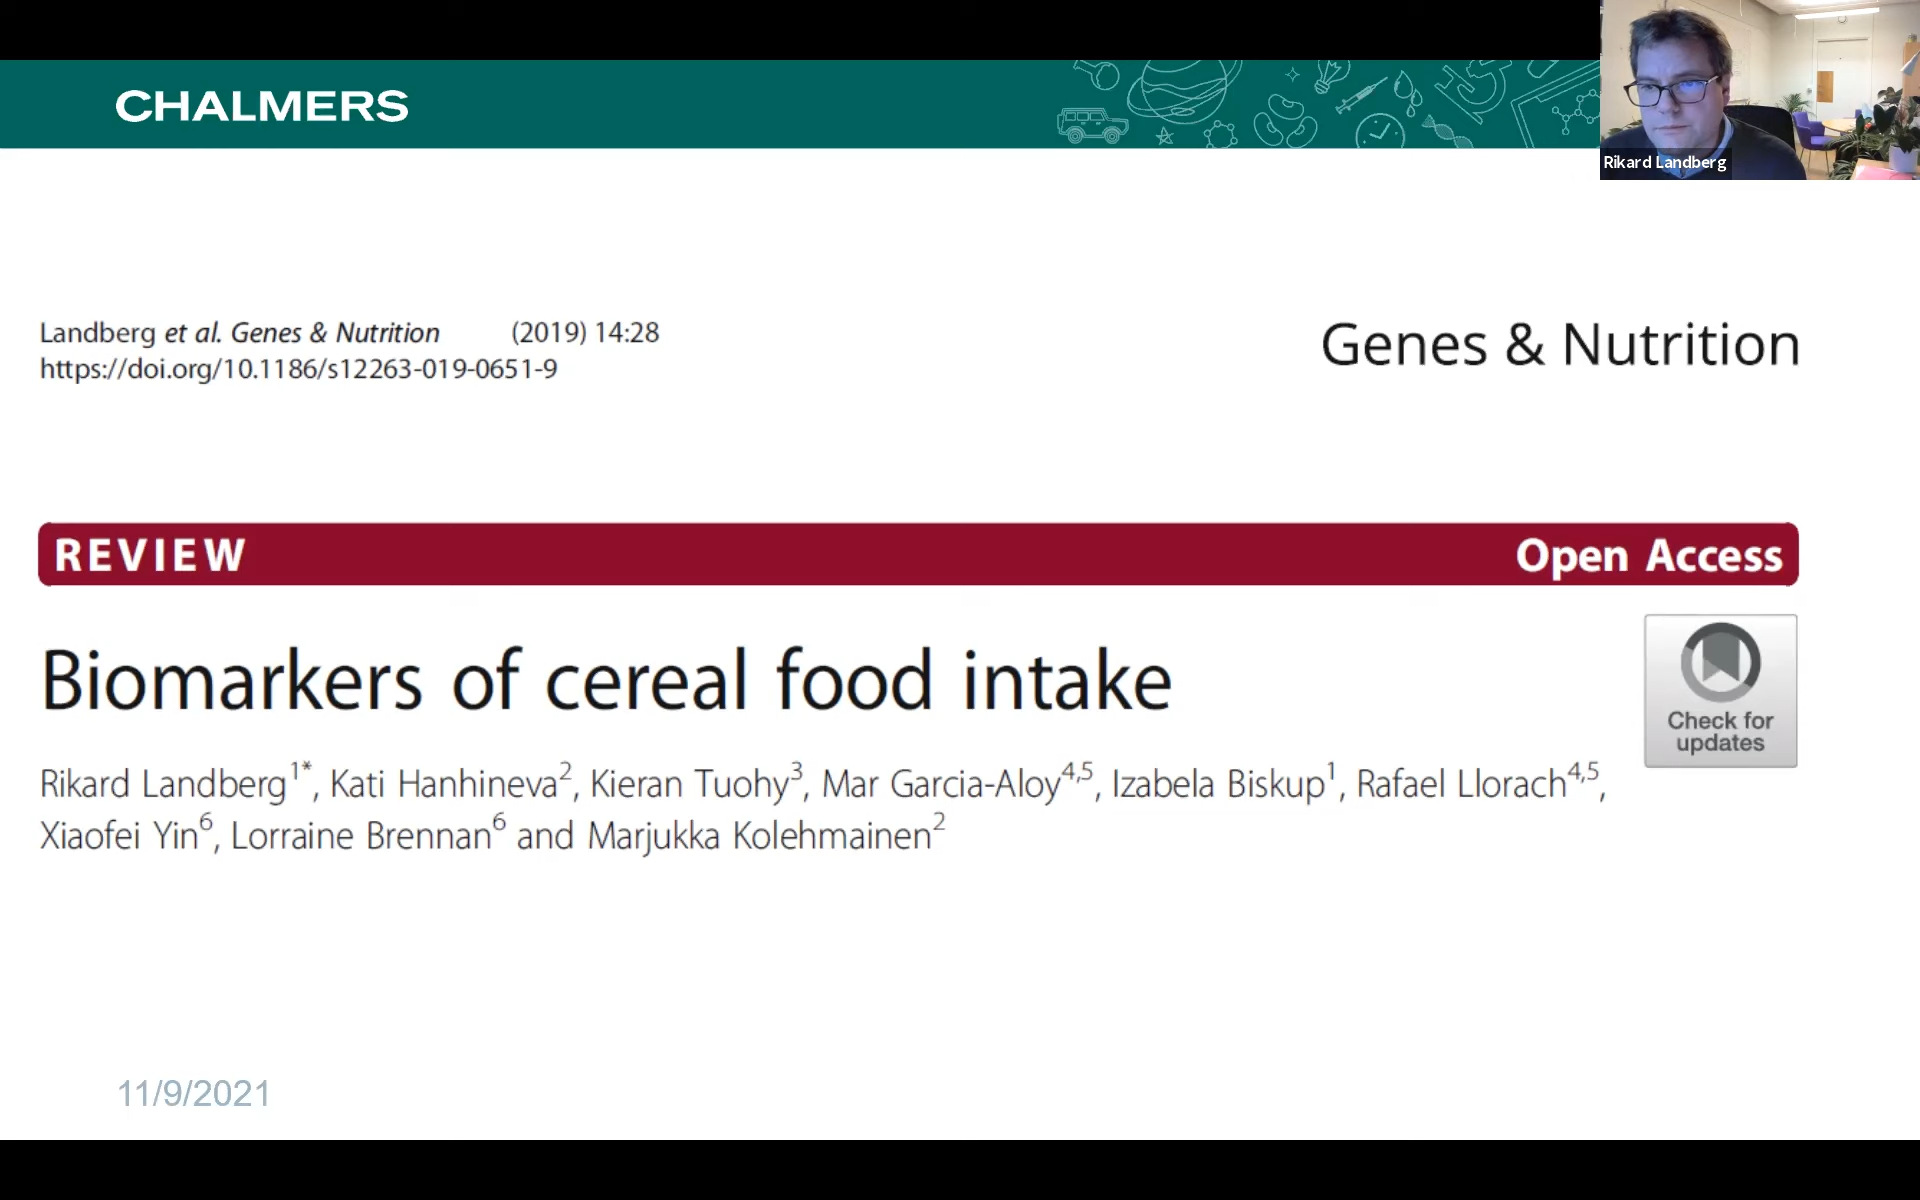 CHALMERS
Rikard Landberg
Landberg et al. Genes & Nutrition (2019) 14:28
https://doi.org/10.1186/s12263-019-0651-9
Genes & Nutrition
REVIEW
Open Access
Biomarkers of cereal food intake
Check for
updates
Rikard Landberg1*, Kati Hanhineva2, Kieran Tuohy3, Mar Garcia-Aloy4,5, Izabela Biskup1, Rafael Llorach4,5,
Xiaofei Yin6, Lorraine Brennan6 and Marjukka Kolehmainen2
11/9/2021